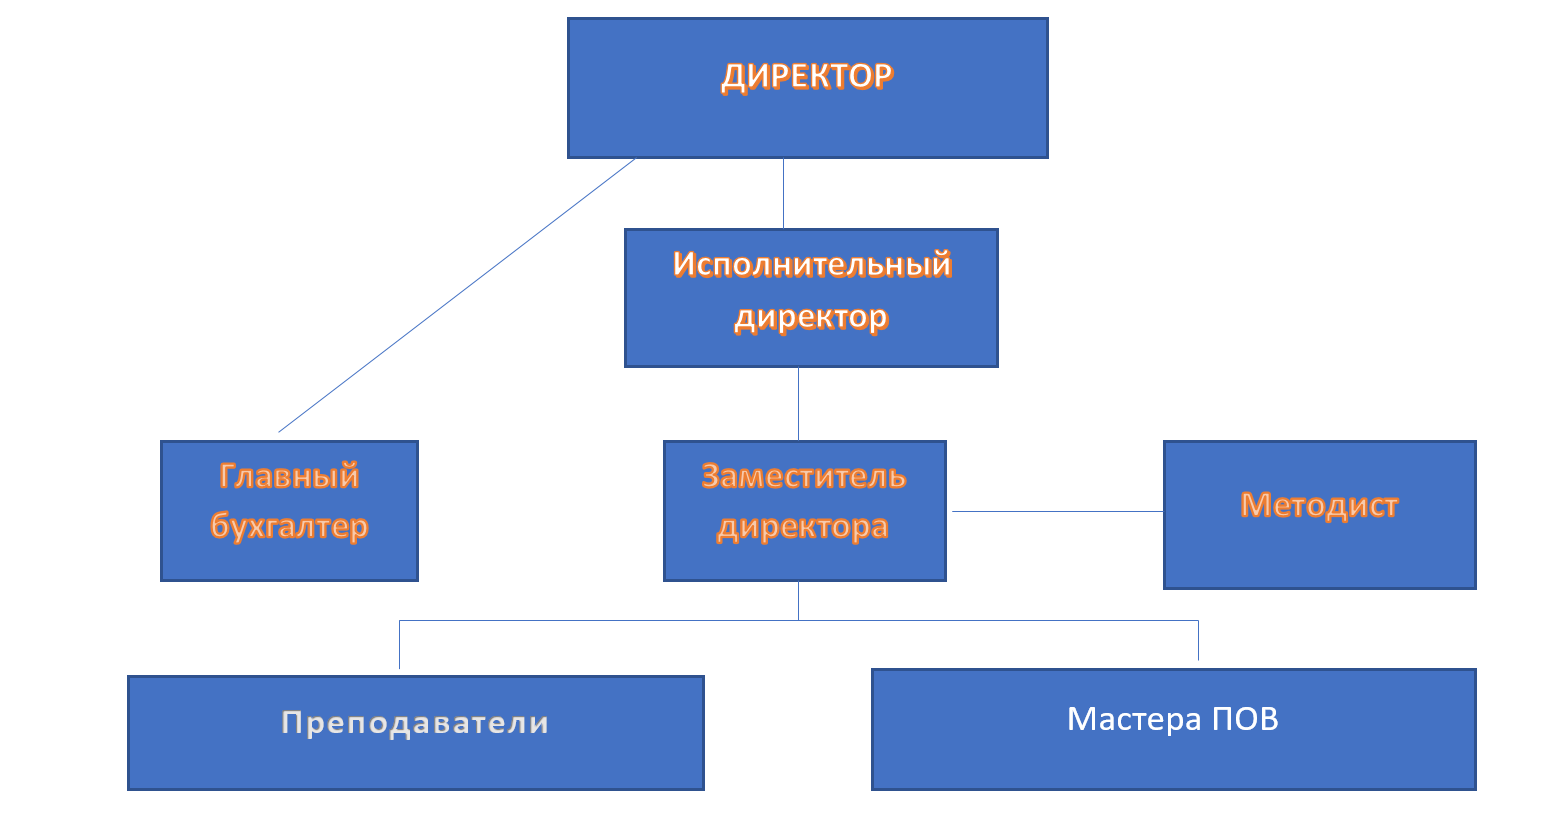 ДИРЕКТОР
Исполнительный
директор
Главный
бухгалтер
Заместитель
директора
Методист
Преподаватели
Мастера ПОВ